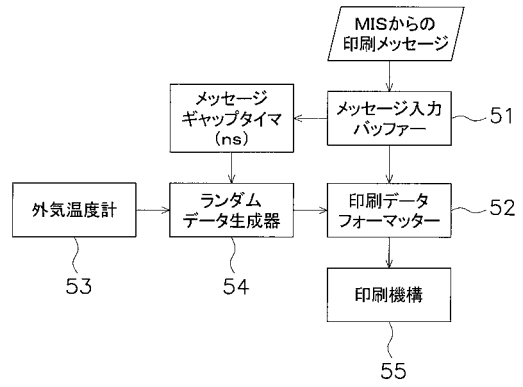 MISからの
印刷メッセージ
メッセージ
ギャップタイマ
(ns)
メッセージ入力
バッファー
51
外気温度計
ランダム
データ生成器
印刷データ
フォーマッター
52
53
54
印刷機構
55